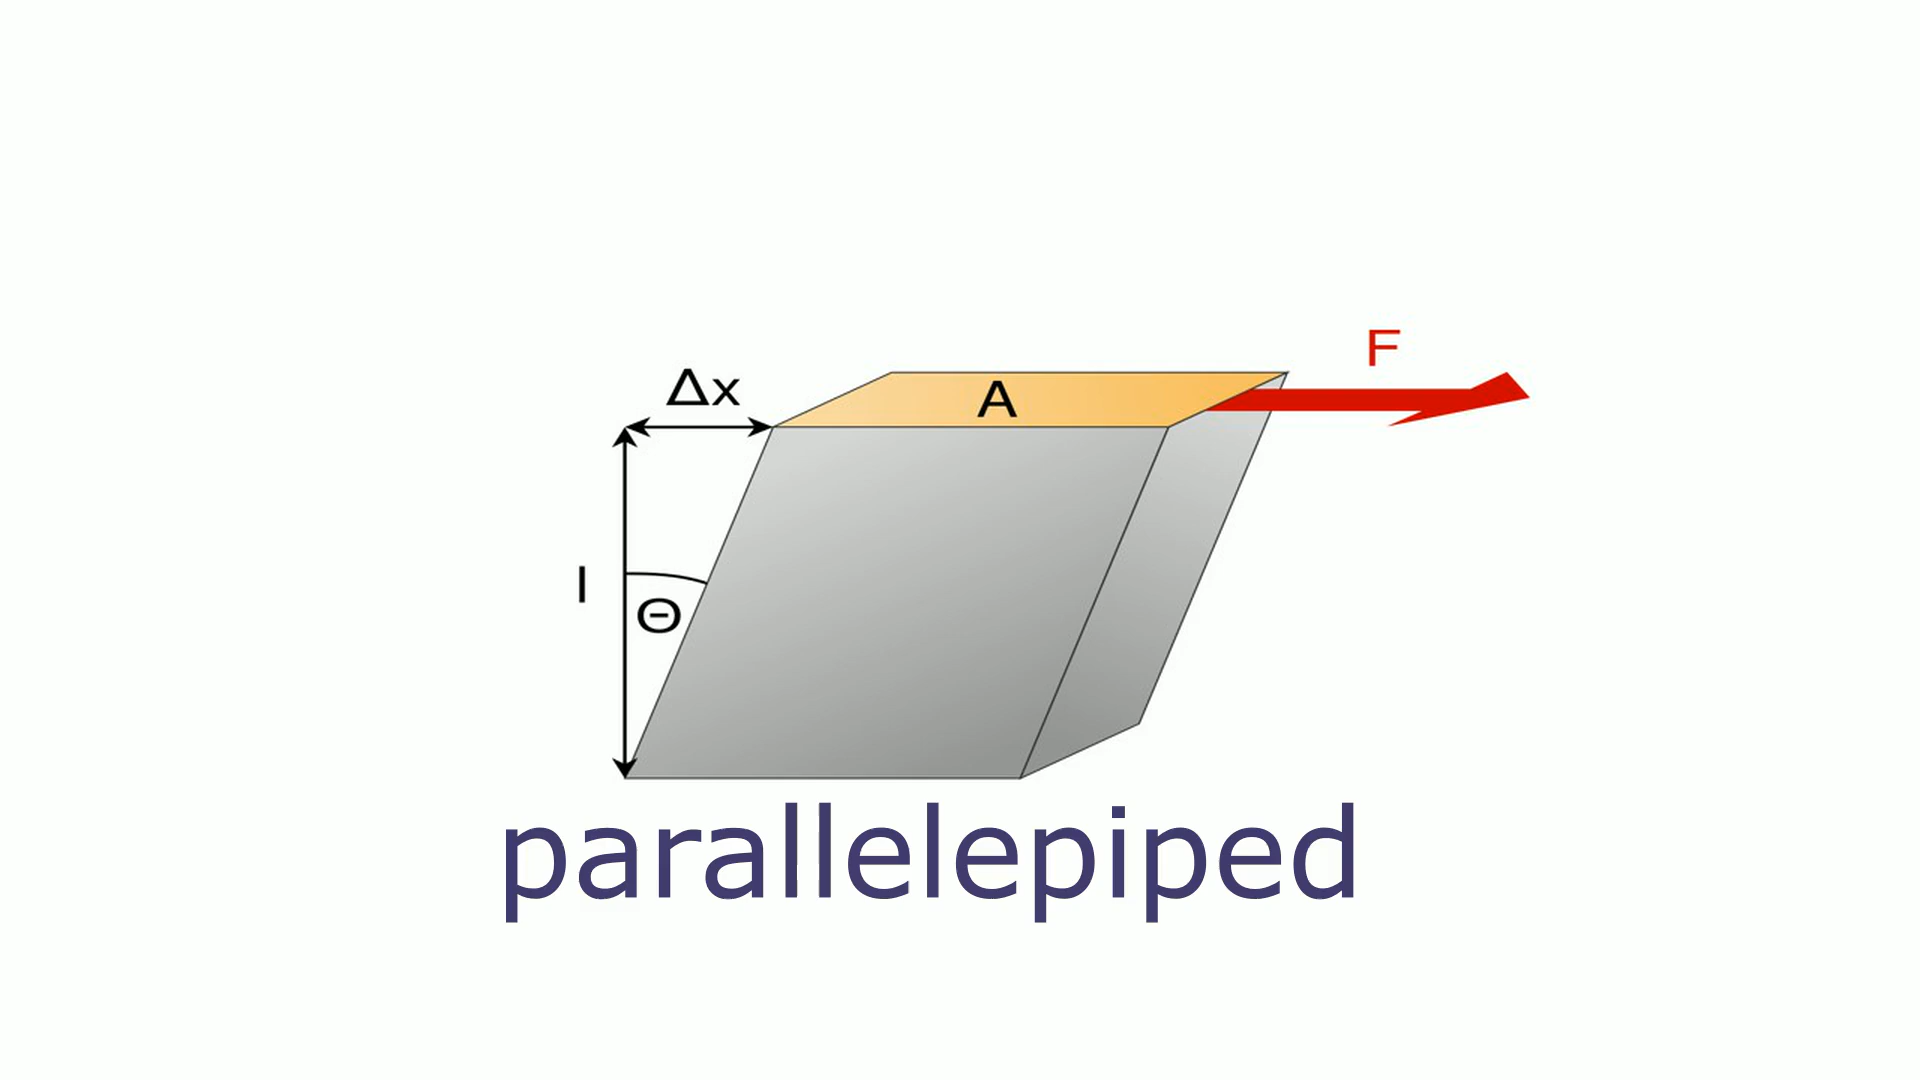 F
Δx
A
l
Θ
parallelepiped